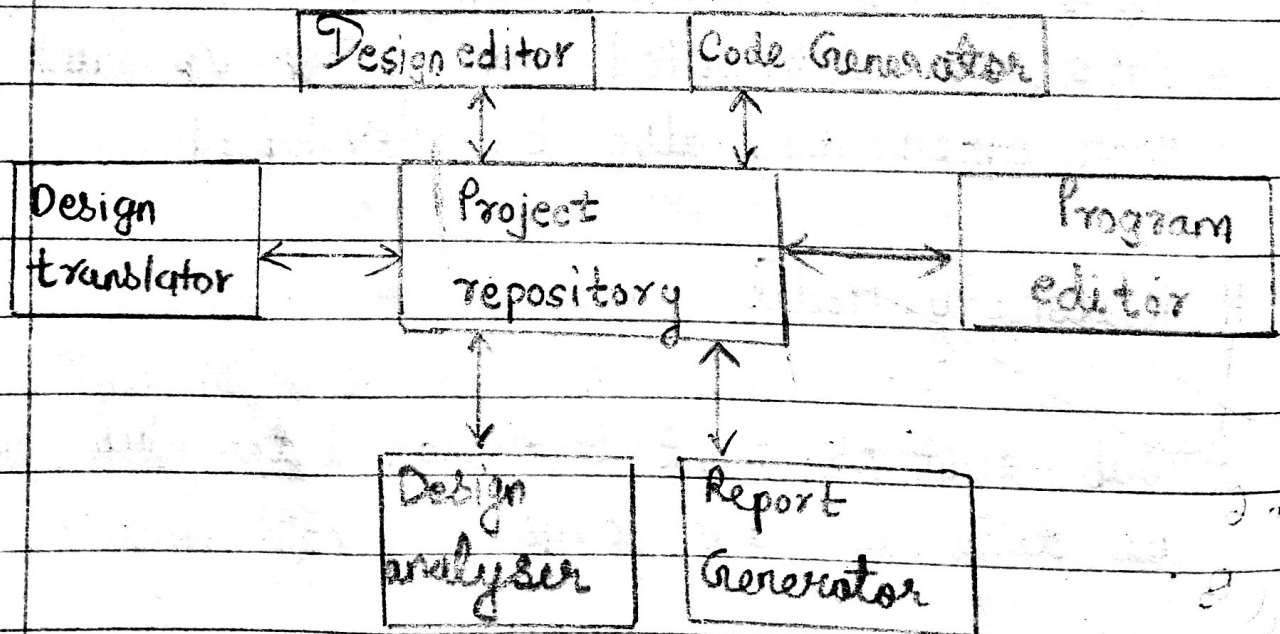 Design editor
Code Generator
Design
translator
Project
repository
Program
editor
Design
analyser
Report
Generator